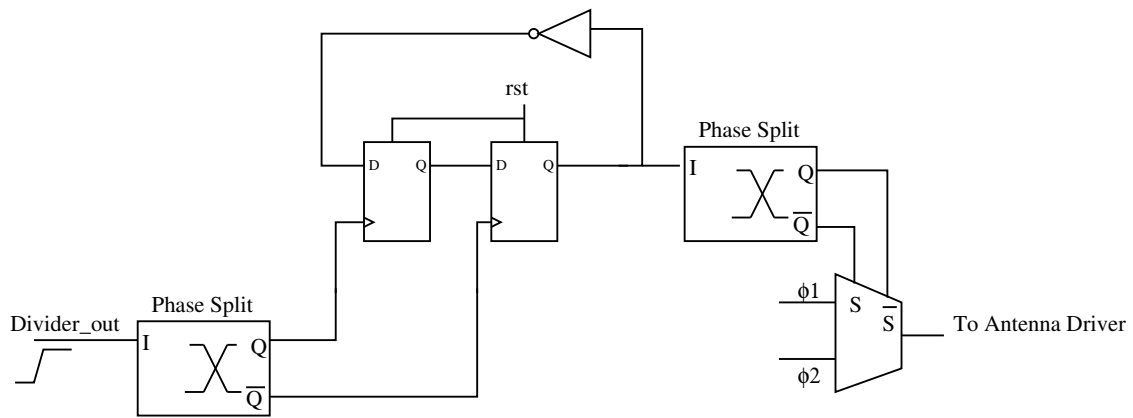 rst
Phase Split
D
Q
D
Q
I
Q
Q̅
ϕ1
S
S̅
To Antenna Driver
ϕ2
Phase Split
Divider_out
I
Q
Q̅